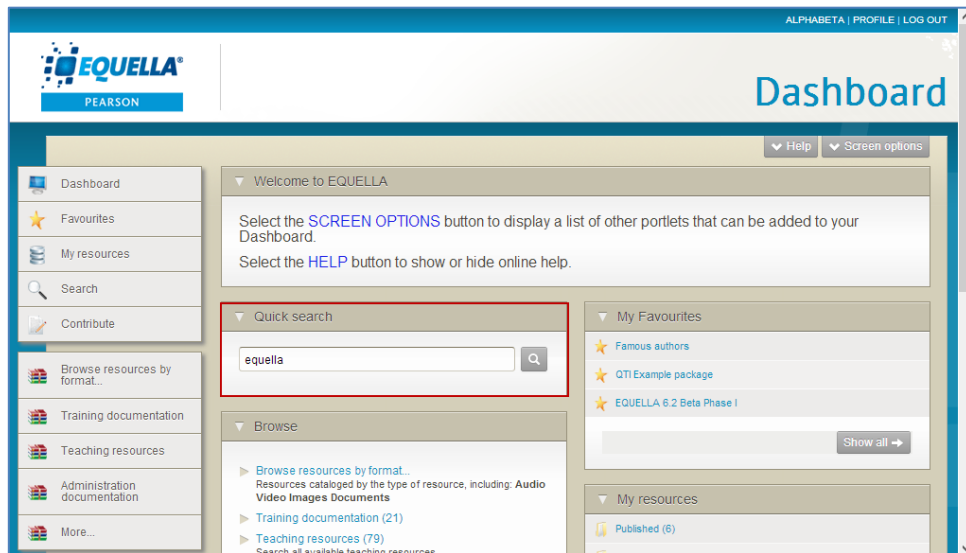 ALPHABETA | PROFILE | LOG OUT
EQUELLA®
PEARSON
Dashboard
Help
Screen options
Dashboard
Favourites
My resources
Search
Contribute
Browse resources by
format...
Training documentation
Teaching resources
Administration
documentation
More...
Welcome to EQUELLA
Select the SCREEN OPTIONS button to display a list of other portlets that can be added to your
Dashboard.
Select the HELP button to show or hide online help.
Quick search
equella
Browse
Browse resources by format...
Resources cataloged by the type of resource, including: Audio
Video Images Documents
Training documentation (21)
Teaching resources (79)
Search all available teaching resources
My Favourites
Famous authors
QTI Example package
EQUELLA 6.2 Beta Phase I
Show all
My resources
Published (6)